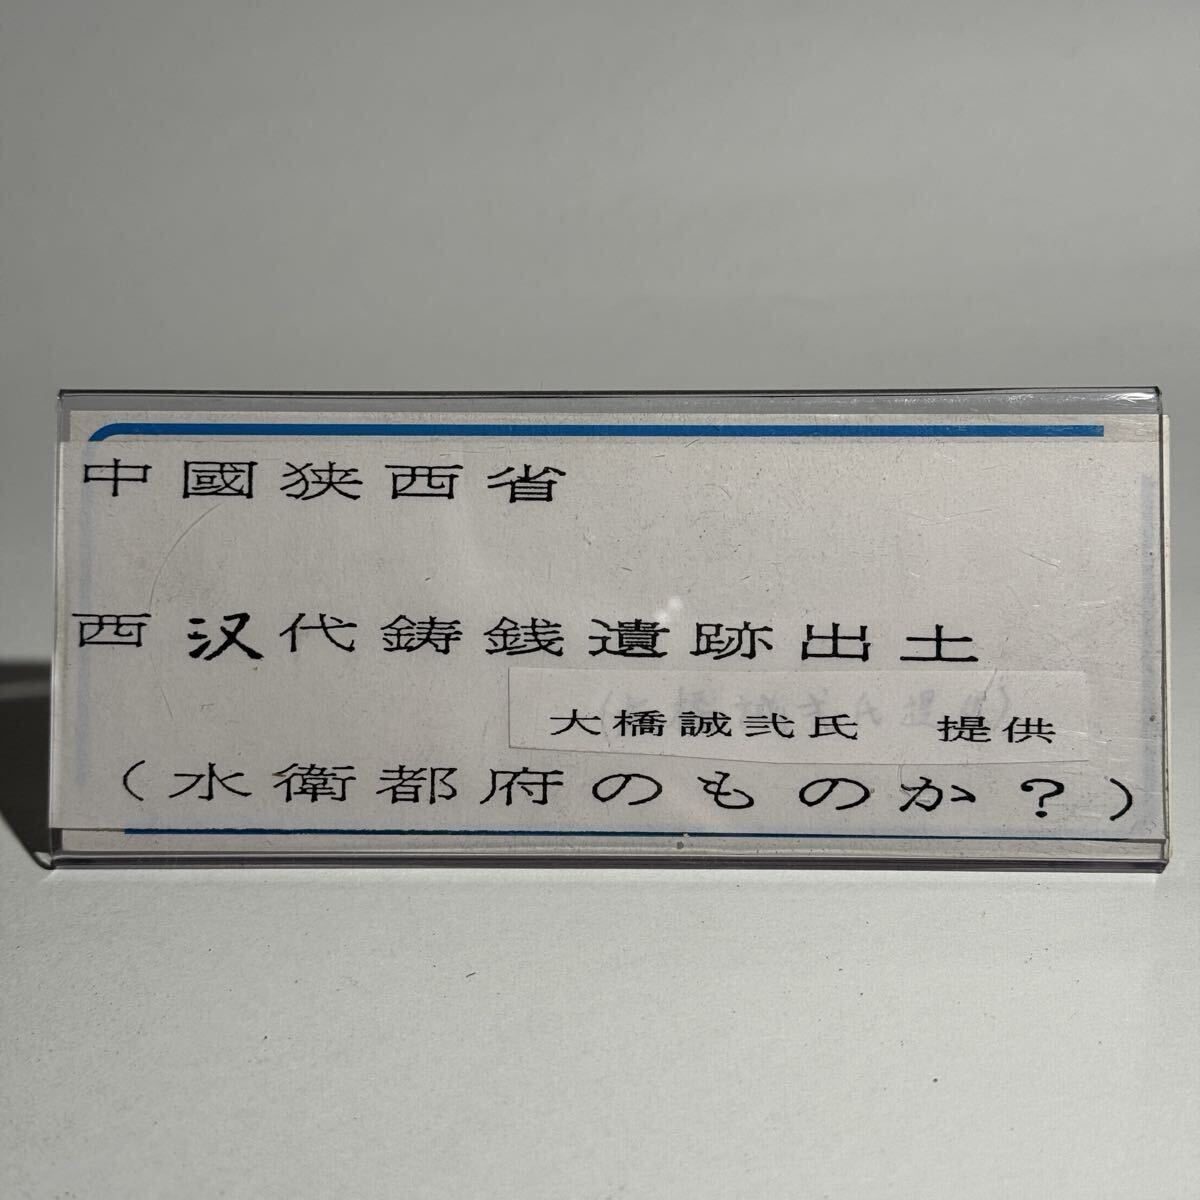 中國狭西省
西汉代鋳銭遺跡出土
大橋誠弐氏 提供
(水衛都府のものか?)